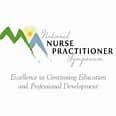 National
NURSE
PRACTITIONER
Symposium
Excellence in Continuing Education
and Professional Development